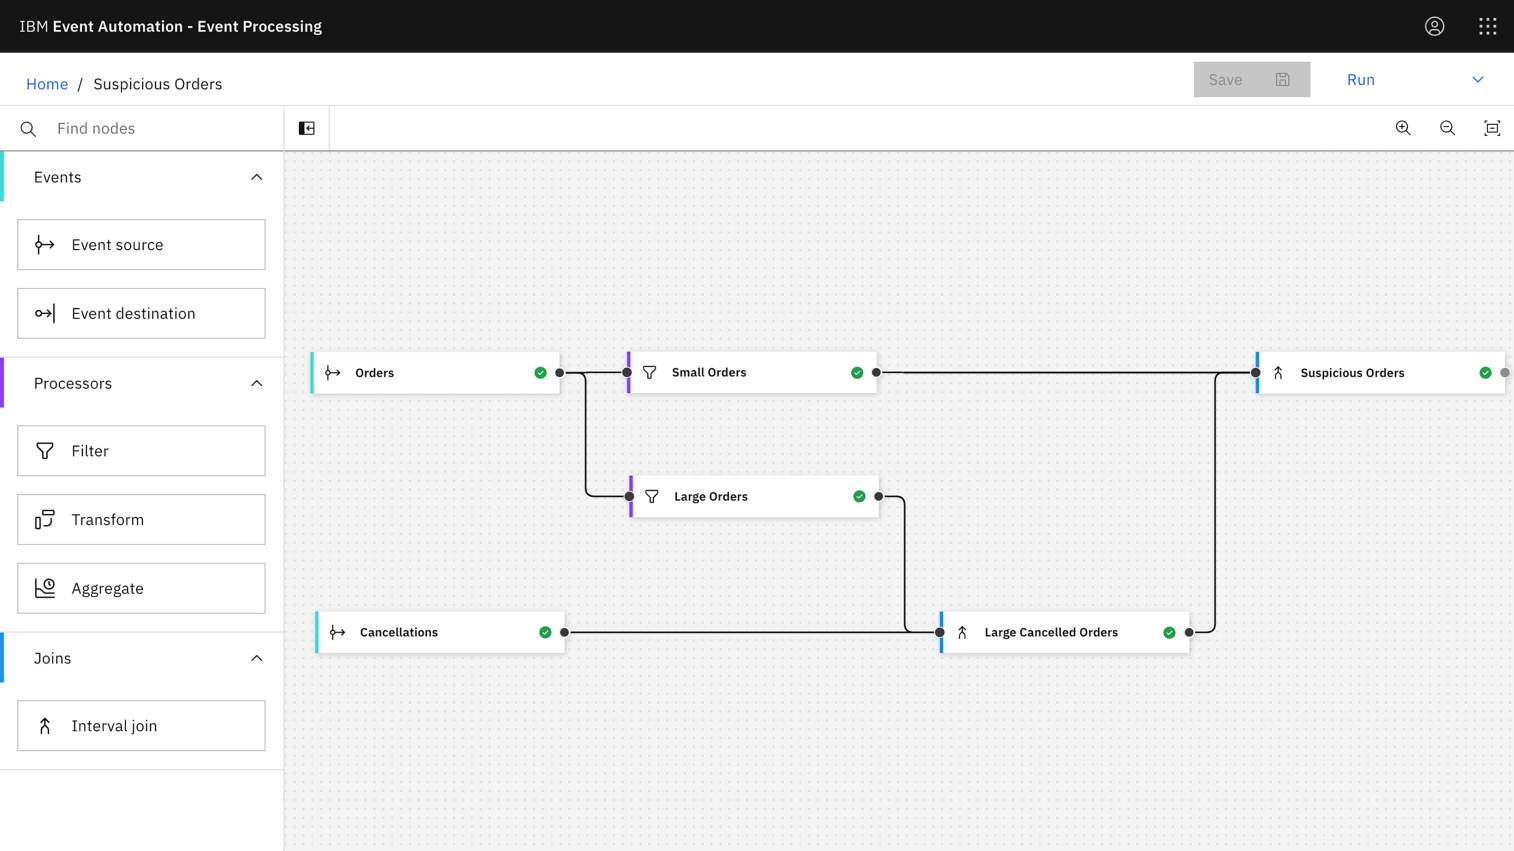 IBM Event Automation - Event Processing
Home / Suspicious Orders
Save
Run
Find nodes
Events
Event source
Event destination
Processors
Filter
Transform
Aggregate
Joins
Interval join
Orders
Small Orders
Suspicious Orders
Large Orders
Cancellations
Large Cancelled Orders